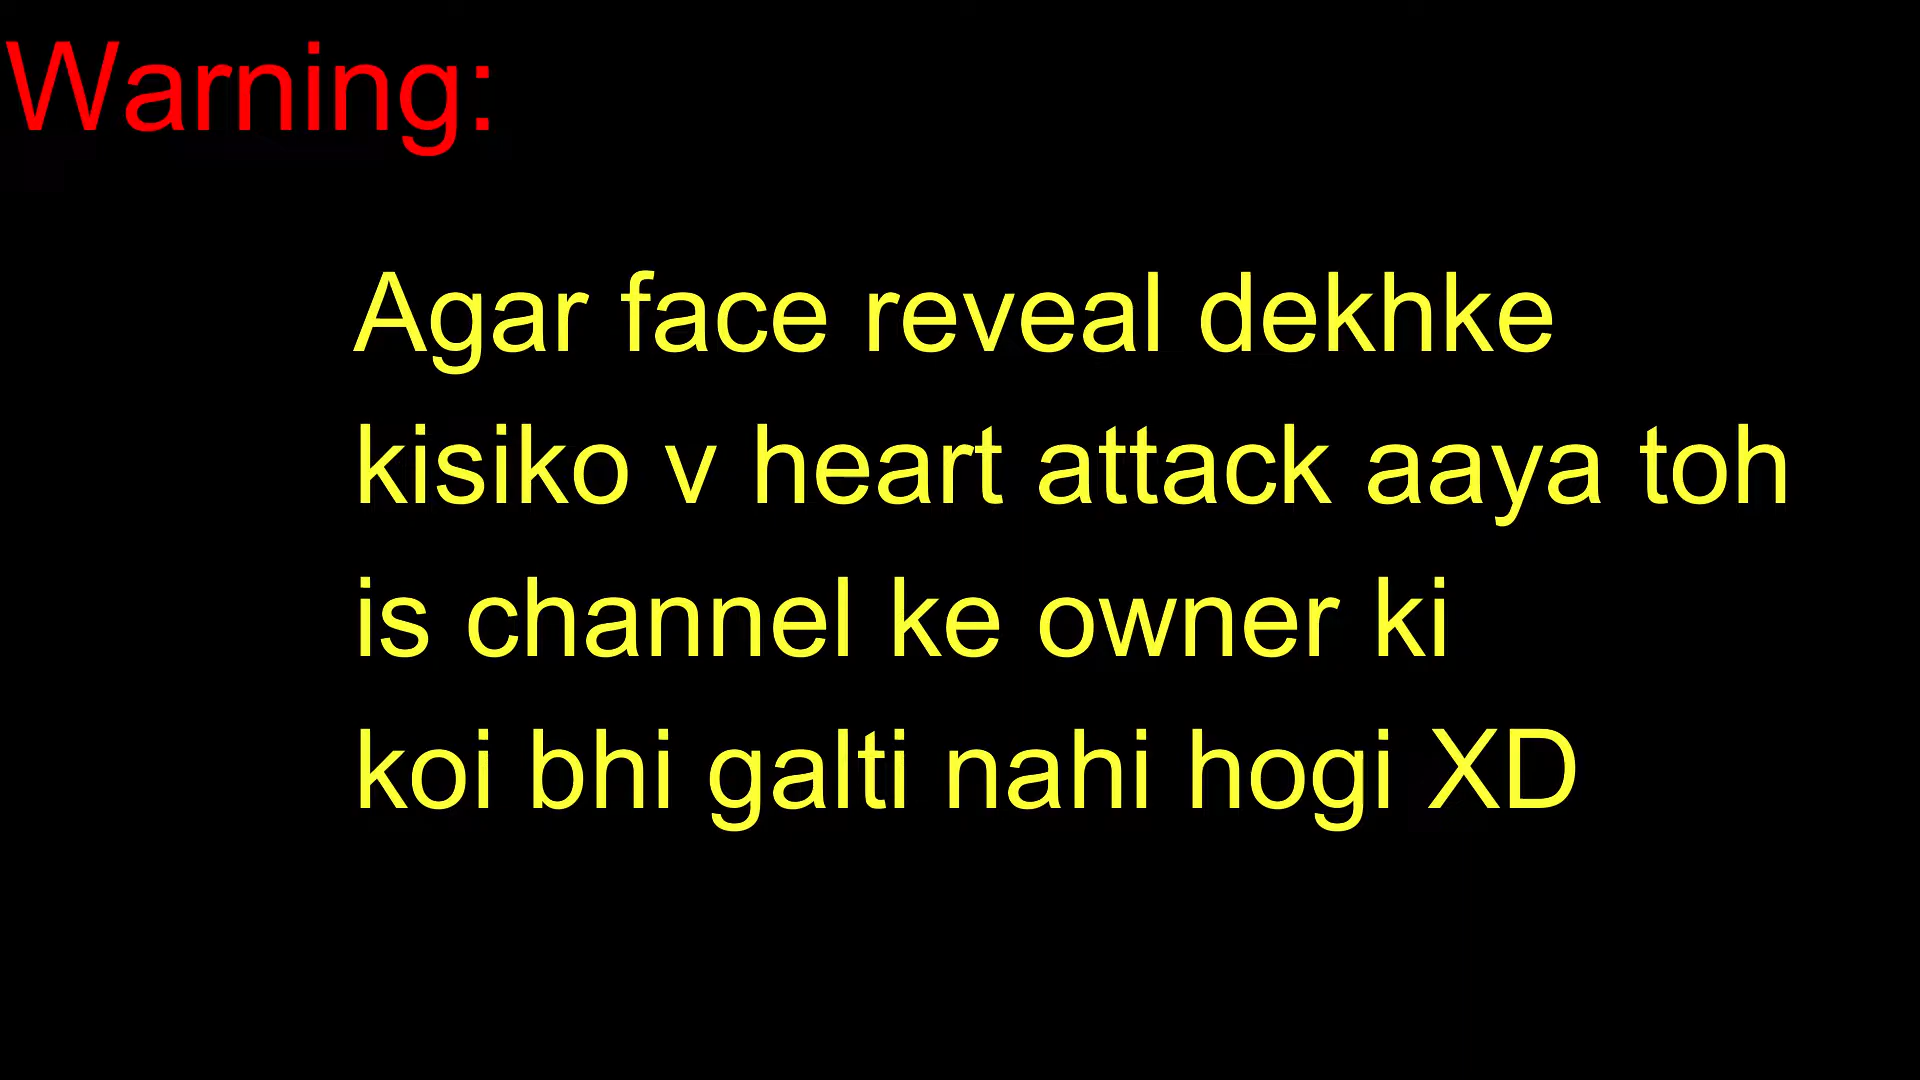 Warning:
Agar face reveal dekhke
kisiko v heart attack aaya toh
is channel ke owner ki
koi bhi galti nahi hogi XD